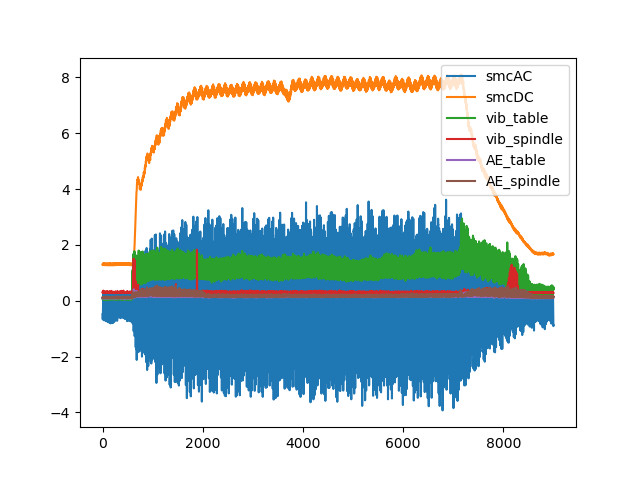 8
6
4
2
0
−2
−4
0
2000
4000
6000
8000
smcAC
smcDC
vib_table
vib_spindle
AE_table
AE_spindle